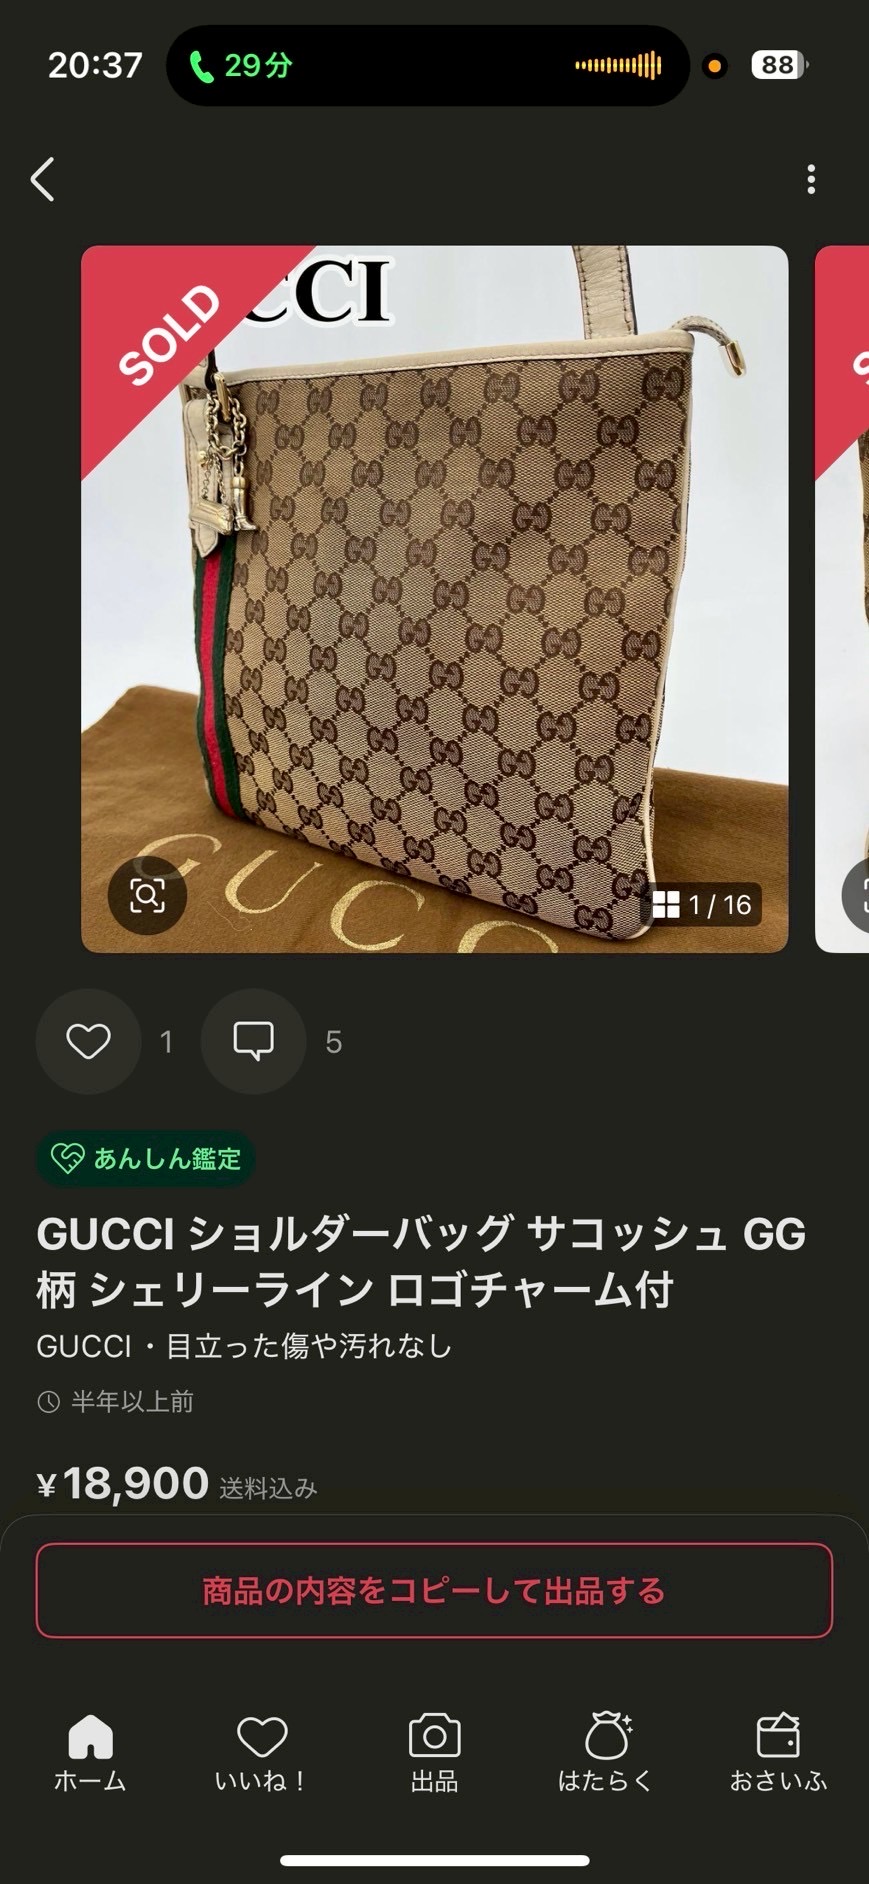 20:37
29分
88
SOLD
CCI
GUCC
1 / 16
1
5
あんしん鑑定
GUCCI ショルダーバッグ サコッシュ GG
柄 シェリーライン ロゴチャーム付
GUCCI・目立った傷や汚れなし
半年以上前
¥18,900 送料込み
商品の内容をコピーして出品する
ホーム
いいね！
出品
はたらく
おさいふ